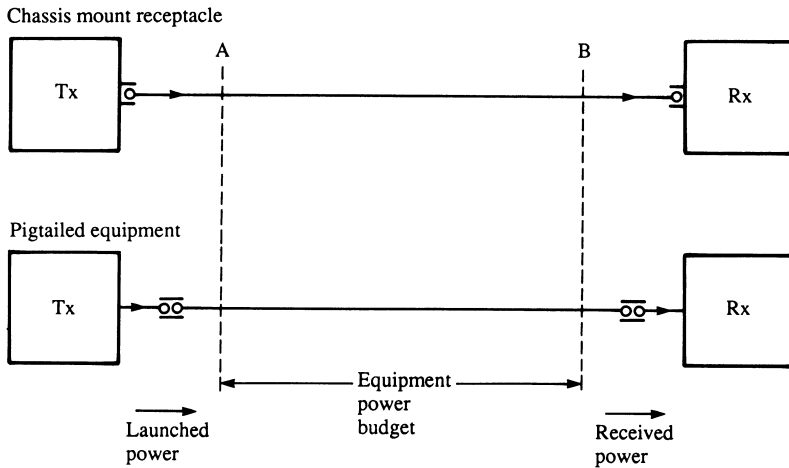 Chassis mount receptacle
A
B
Tx
Rx
Pigtailed equipment
Tx
Rx
Equipment
power
budget
Launched
power
Received
power